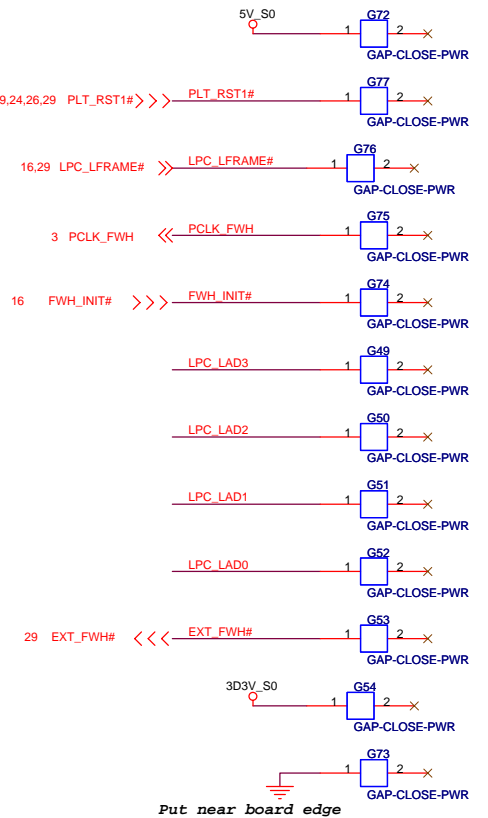 5V_S0
G72
1 2
GAP-CLOSE-PWR
9,24,26,29 PLT_RST1# PLT_RST1#
G77
1 2
GAP-CLOSE-PWR
16,29 LPC_LFRAME# LPC_LFRAME#
G76
1 2
GAP-CLOSE-PWR
3 PCLK_FWH PCLK_FWH
G75
1 2
GAP-CLOSE-PWR
16 FWH_INIT# FWH_INIT#
G74
1 2
GAP-CLOSE-PWR
LPC_LAD3
G49
1 2
GAP-CLOSE-PWR
LPC_LAD2
G50
1 2
GAP-CLOSE-PWR
LPC_LAD1
G51
1 2
GAP-CLOSE-PWR
LPC_LAD0
G52
1 2
GAP-CLOSE-PWR
29 EXT_FWH# EXT_FWH#
G53
1 2
GAP-CLOSE-PWR
3D3V_S0
G54
1 2
GAP-CLOSE-PWR
G73
1 2
GAP-CLOSE-PWR
Put near board edge